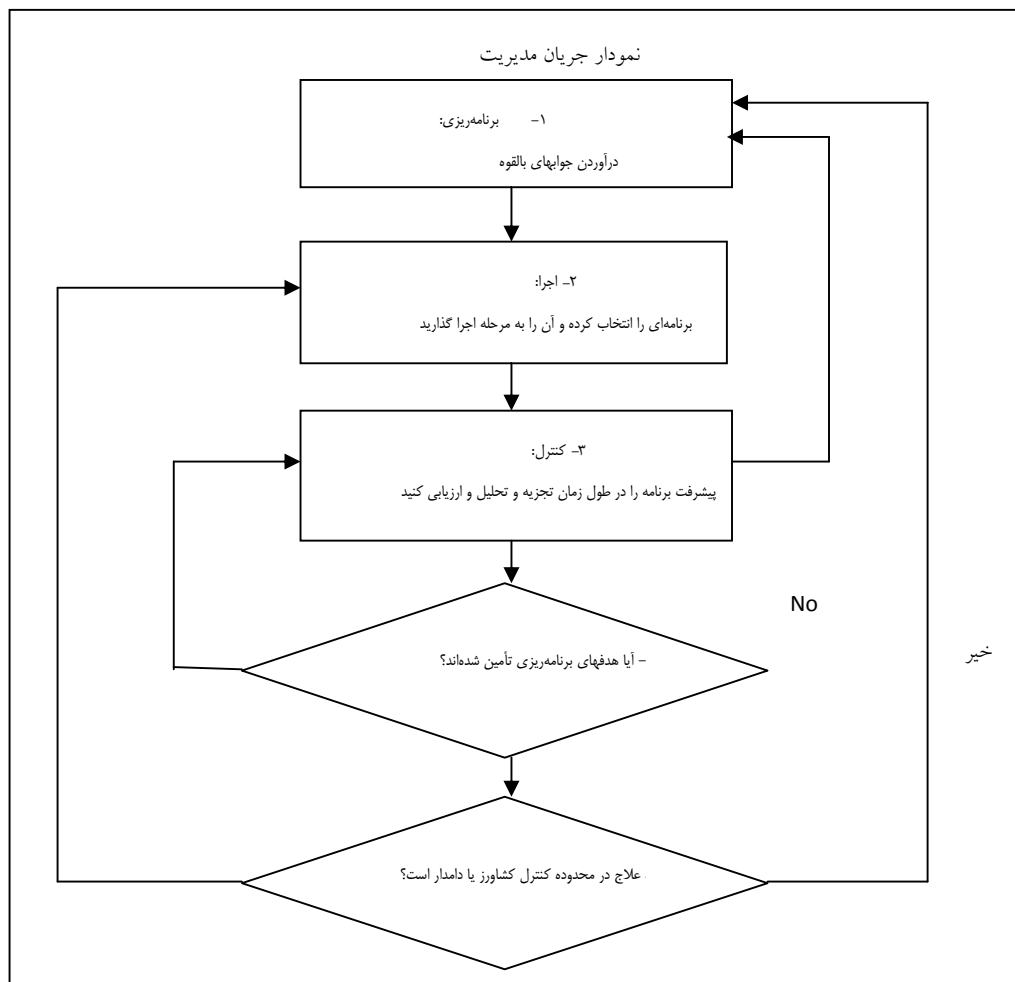 نمودار جریان مدیریت
۱- برنامه‌ریزی:
درآوردن جوابهای بالقوه
۲- اجرا:
برنامه‌ای را انتخاب کرده و آن را به مرحله اجرا گذارید
۳- کنترل:
پیشرفت برنامه را در طول زمان تجزیه و تحلیل و ارزیابی کنید
No
- آیا هدفهای برنامه‌ریزی تأمین شده‌اند؟
خیر
علاج در محدوده کنترل کشاورز یا دامدار است؟